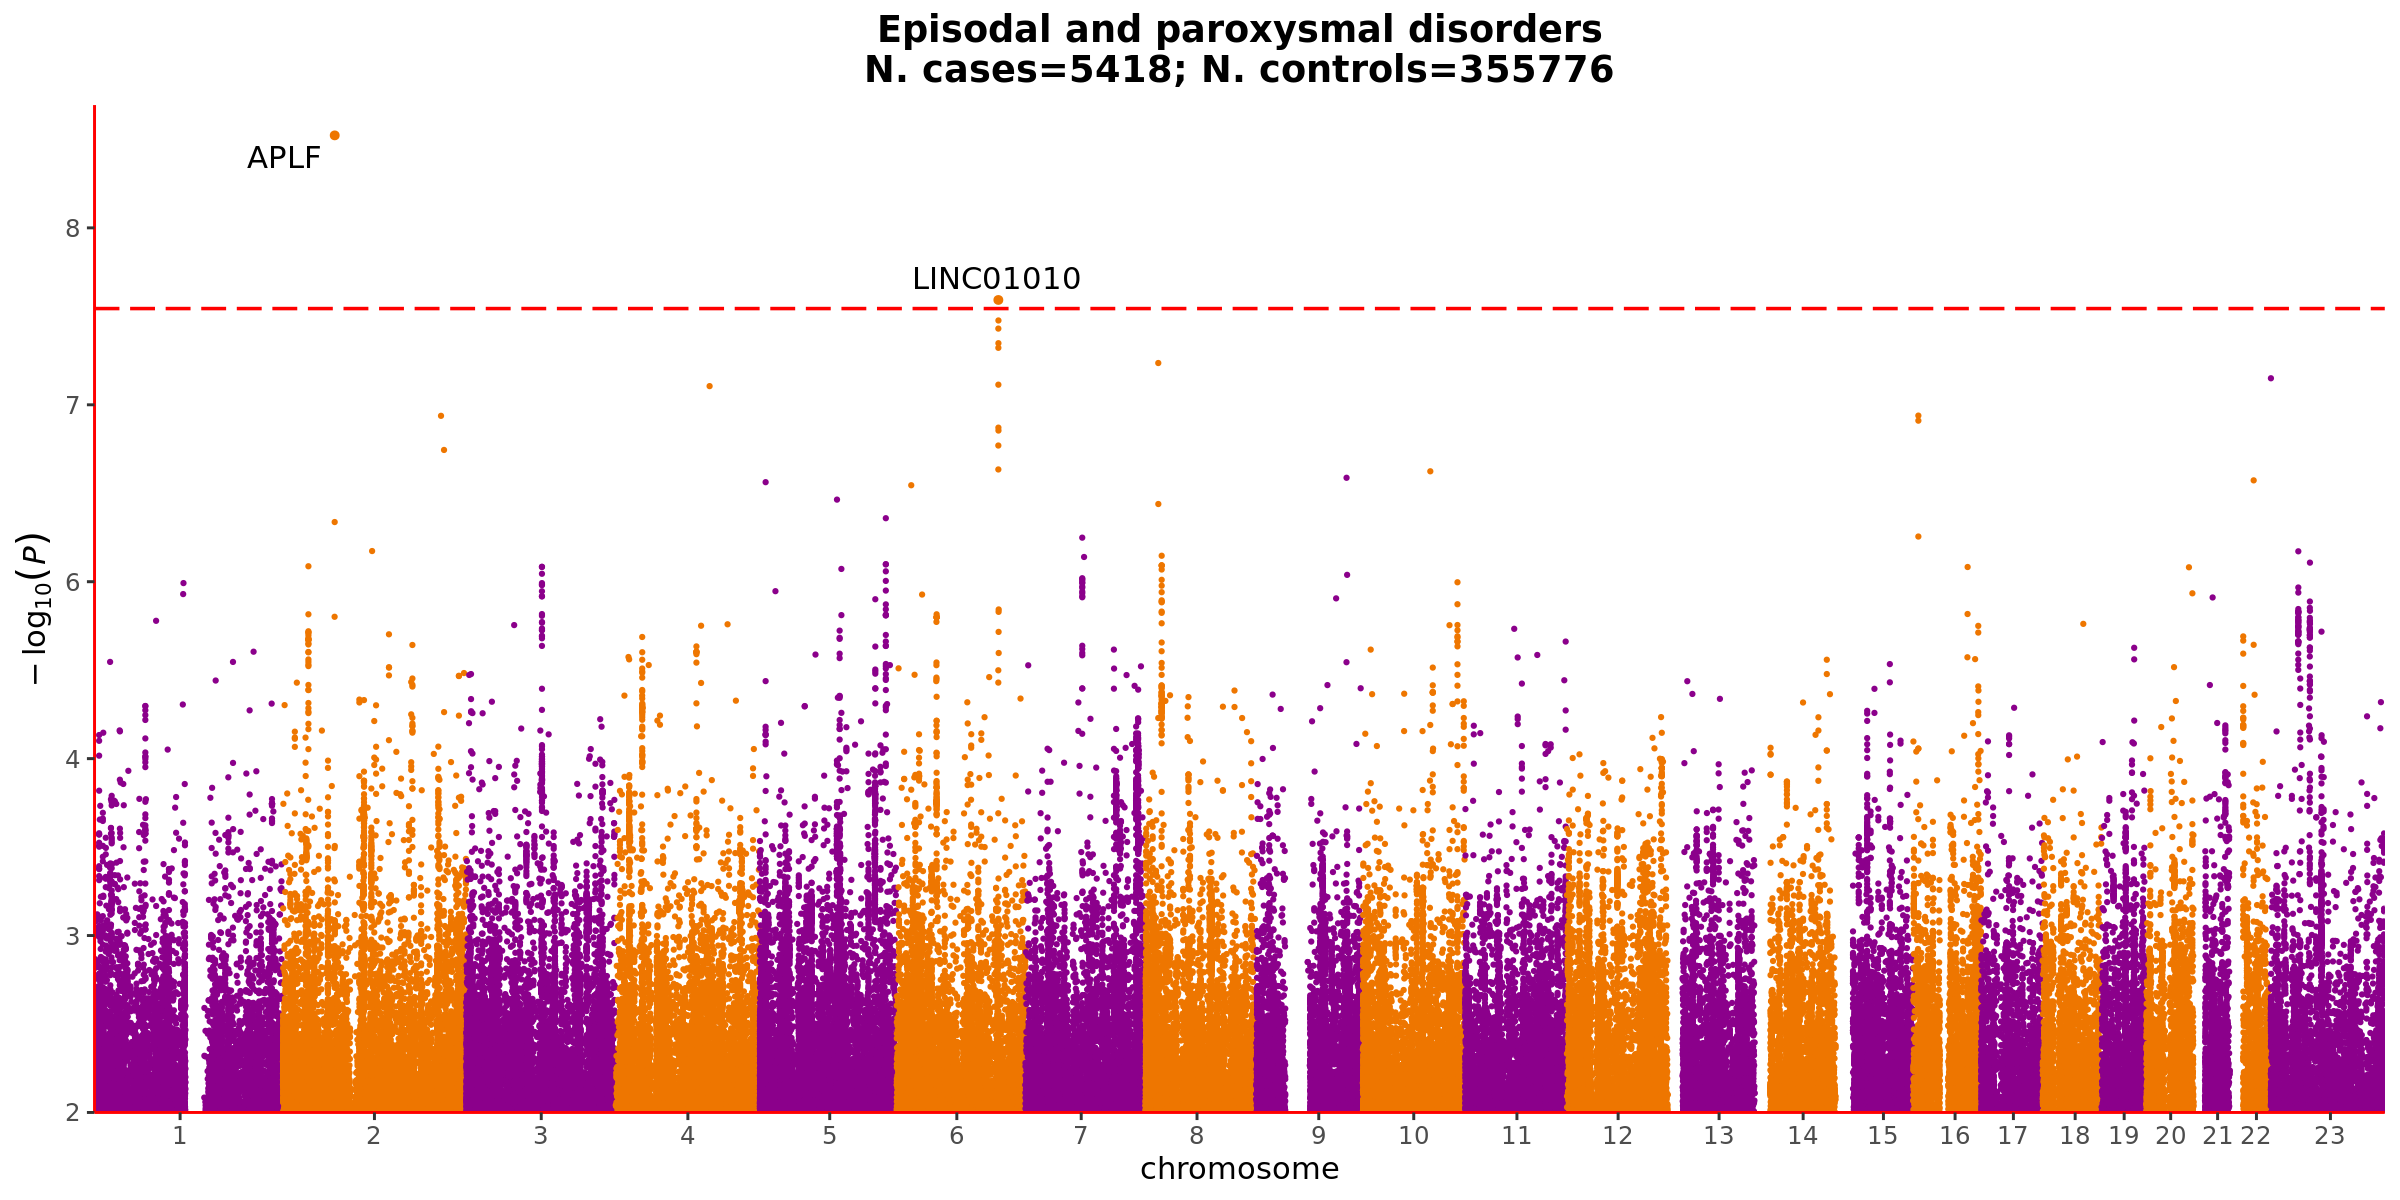 Episodal and paroxysmal disorders
N. cases=5418; N. controls=355776
APLF
LINC01010
8
7
6
4
3
2
−log₁₀(P)
1 2 3 4 5 6 7 8 9 10 11 12 13 14 15 16 17 18 19 20 21 22 23
chromosome